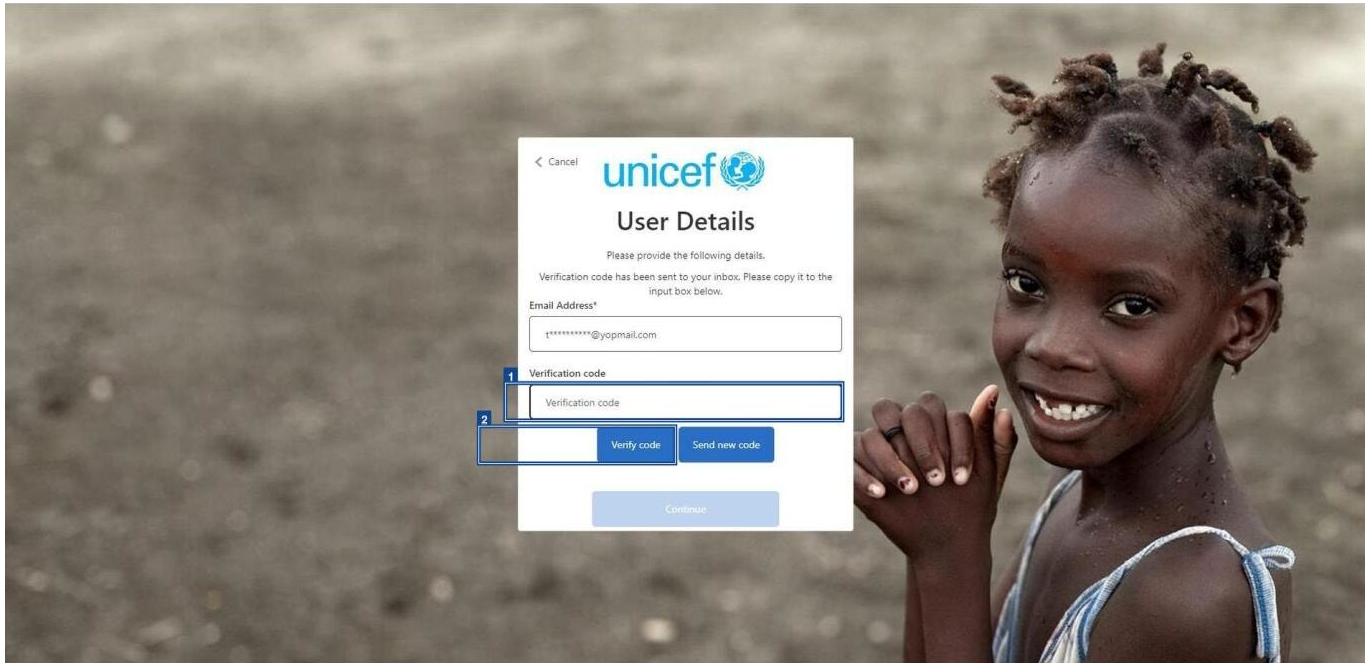 Cancel
unicef
User Details
Please provide the following details.
Verification code has been sent to your inbox. Please copy it to the
input box below.
Email Address*
t**********@yopmail.com
Verification code
1
Verification code
2
Verify code Send new code
Continue